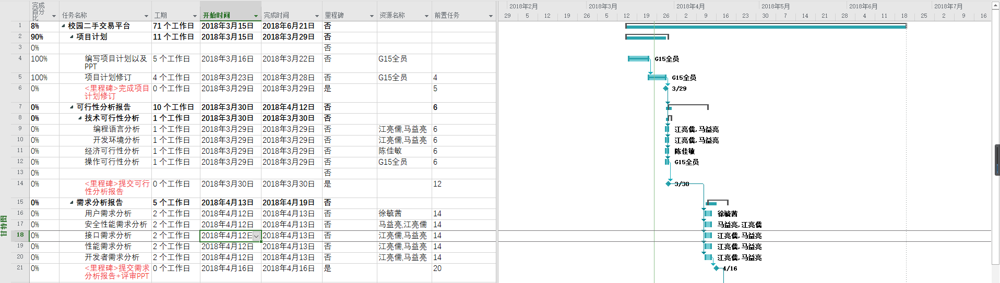 完成百分比 任务名称 工期 开始时间 完成时间 里程碑 资源名称 前置任务
2018年2月 2018年3月 2018年4月 2018年5月 2018年6月 2018年7月
29 5 12 19 26 5 12 19 26 2 9 16 23 30 7 14 21 28 4 11 18 25 2 9 16
1 8% 校园二手交易平台 71 个工作日 2018年3月15日 2018年6月21日 否
2 90% 项目计划 11 个工作日 2018年3月15日 2018年3月29日 否
3 0% 否
4 100% 编写项目计划以及PPT 5 个工作日 2018年3月16日 2018年3月22日 否 G15全员 G15全员
5 100% 项目计划修订 4 个工作日 2018年3月23日 2018年3月28日 否 G15全员 4 G15全员
6 0% <里程碑>完成项目计划修订 0 个工作日 2018年3月29日 2018年3月29日 是 5 3/29
7 0% 可行性分析报告 10 个工作日 2018年3月30日 2018年4月12日 否 6
8 0% 技术可行性分析 1 个工作日 2018年3月30日 2018年3月30日 否
9 0% 编程语言分析 1 个工作日 2018年3月29日 2018年3月29日 否 江亮儒,马益亮 6 江亮儒,马益亮
10 0% 开发环境分析 1 个工作日 2018年3月29日 2018年3月29日 否 江亮儒,马益亮 6 江亮儒,马益亮
11 0% 经济可行性分析 1 个工作日 2018年3月29日 2018年3月29日 否 陈佳敏 6 陈佳敏
12 0% 操作可行性分析 1 个工作日 2018年3月29日 2018年3月29日 否 G15全员 6 G15全员
13 0% 否
14 0% <里程碑>提交可行性分析报告 0 个工作日 2018年3月30日 2018年3月30日 是 12 3/30
15 0% 需求分析报告 5 个工作日 2018年4月13日 2018年4月19日 否
16 0% 用户需求分析 2 个工作日 2018年4月12日 2018年4月13日 否 徐毓茜 14 徐毓茜
17 0% 安全性能需求分析 2 个工作日 2018年4月12日 2018年4月13日 否 马益亮,江亮儒 14 马益亮,江亮儒
甘特图
18 0% 接口需求分析 2 个工作日 2018年4月12日 2018年4月13日 否 江亮儒,马益亮 14 江亮儒,马益亮
19 0% 性能需求分析 2 个工作日 2018年4月12日 2018年4月13日 否 江亮儒,马益亮 14 江亮儒,马益亮
20 0% 开发者需求分析 2 个工作日 2018年4月12日 2018年4月13日 否 江亮儒,马益亮 14 江亮儒,马益亮
21 0% <里程碑>提交需求分析报告+评审PPT 0 个工作日 2018年4月16日 2018年4月16日 是 20 4/16